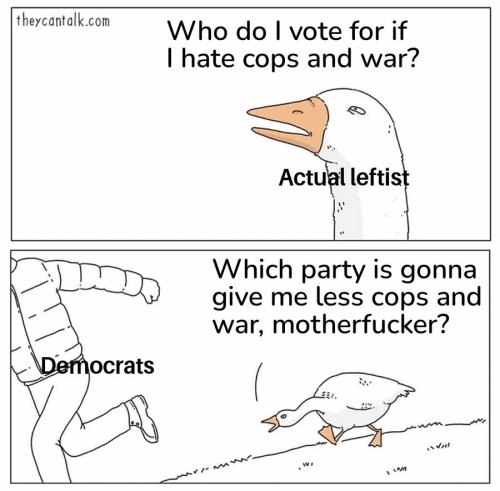 theycantalk.com
Who do I vote for if
I hate cops and war?
Actual leftist
Which party is gonna
give me less cops and
war, motherfucker?
Democrats